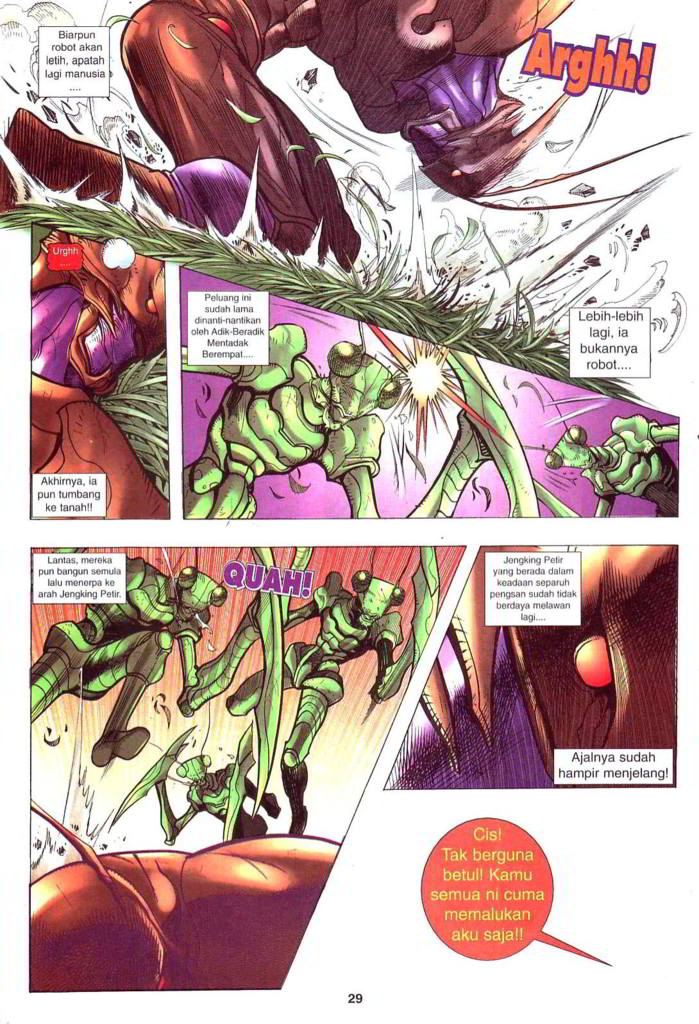 Biarpun
robot akan
letih, apatah
lagi manusia
....
Arghh!
Lebih-lebih
lagi, ia
bukannya
robot....
Urghh
....
Akhirnya, ia
pun tumbang
ke tanah!!
Peluang ini
sudah lama
dinanti-nantikan
oleh Adik-Beradik
Mentadak
Berempat....
Lantas, mereka
pun bangun semula
lalu menerpa ke
arah Jengking Petir.
QUAH!
Jengking Petir
yang berada dalam
keadaan separuh
pengsan sudah tidak
berdaya melawan
lagi....
Ajalnya sudah
hampir menjelang!
Cis!
Tak berguna
betul! Kamu
semua ni cuma
memalukan
aku saja!!
29